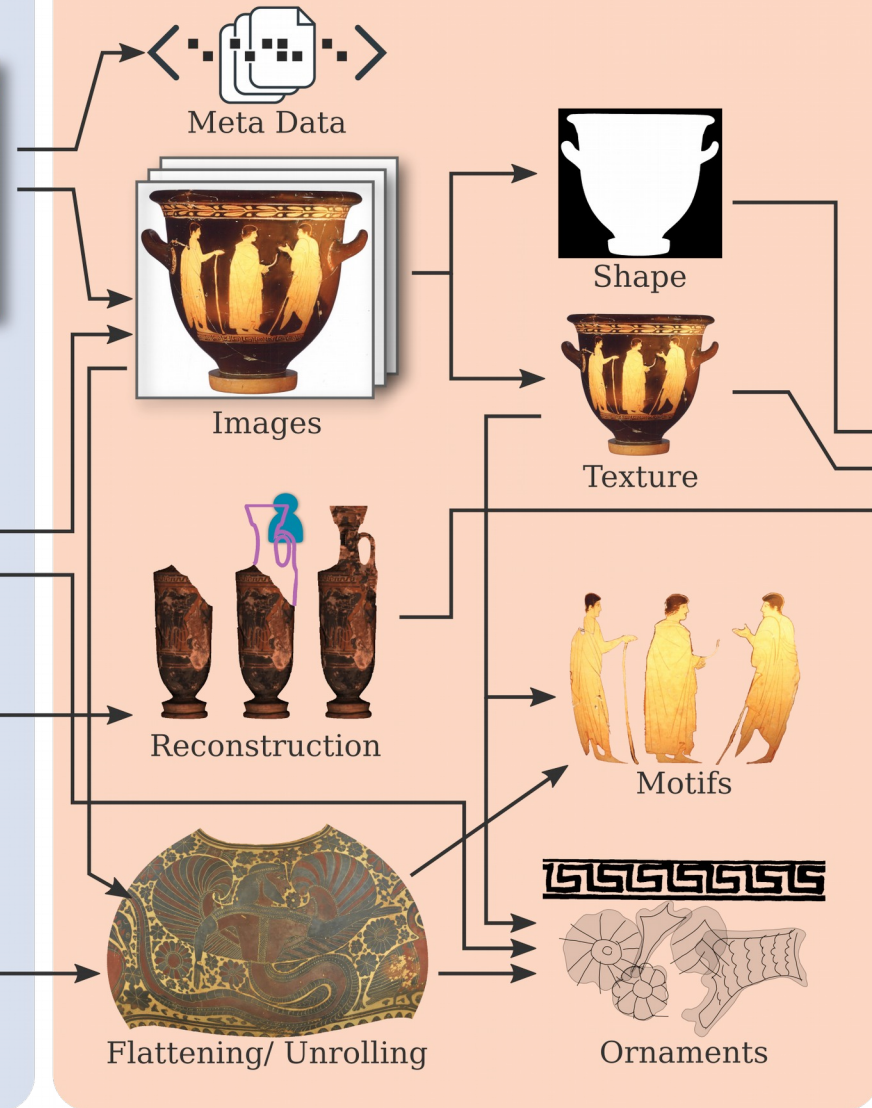 Meta Data
Images
Shape
Texture
Reconstruction
Motifs
Flattening/ Unrolling
Ornaments